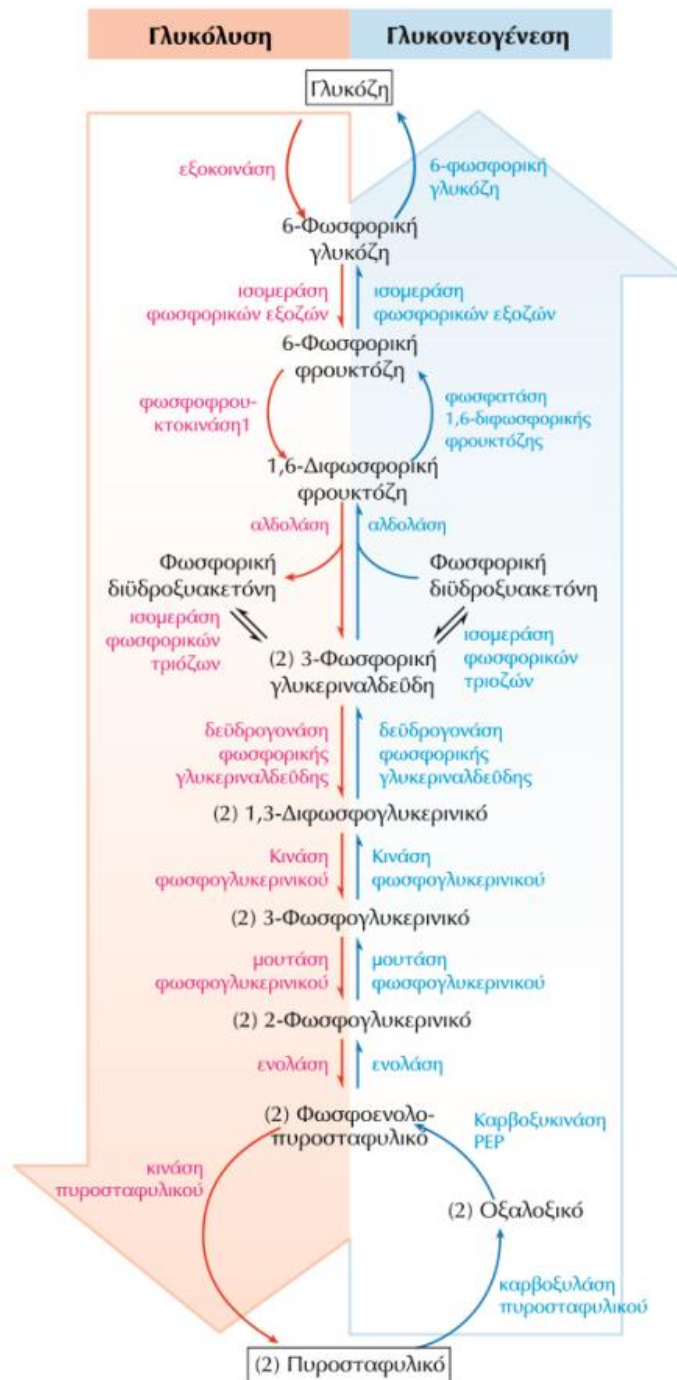 Γλυκόλυση
Γλυκονεογένεση
Γλυκόζη
εξοκοινάση
6-φωσφορική
γλυκόζη
6-Φωσφορική
γλυκόζη
ισομεράση
φωσφορικών εξοζών
ισομεράση
φωσφορικών εξοζών
6-Φωσφορική
φρουκτόζη
φωσφοφρου-
κτοκινάση1
φωσφατάση
1,6-διφωσφορικής
φρουκτόζης
1,6-Διφωσφορική
φρουκτόζη
αλδολάση
αλδολάση
Φωσφορική
διϋδροξυακετόνη
Φωσφορική
διϋδροξυακετόνη
ισομεράση
φωσφορικών
τριόζων
(2) 3-Φωσφορική
γλυκεριναλδεΰδη
ισομεράση
φωσφορικών
τριοζών
δεϋδρογονάση
φωσφορικής
γλυκεριναλδεΰδης
δεϋδρογονάση
φωσφορικής
γλυκεριναλδεΰδης
(2) 1,3-Διφωσφογλυκερινικό
Κινάση
φωσφογλυκερινικού
Κινάση
φωσφογλυκερινικού
(2) 3-Φωσφογλυκερινικό
μουτάση
φωσφογλυκερινικού
μουτάση
φωσφογλυκερινικού
(2) 2-Φωσφογλυκερινικό
ενολάση
ενολάση
(2) Φωσφοενολο-
πυροσταφυλικό
Καρβοξυκινάση
PEP
κινάση
πυροσταφυλικού
(2) Οξαλοξικό
καρβοξυλάση
πυροσταφυλικού
(2) Πυροσταφυλικό